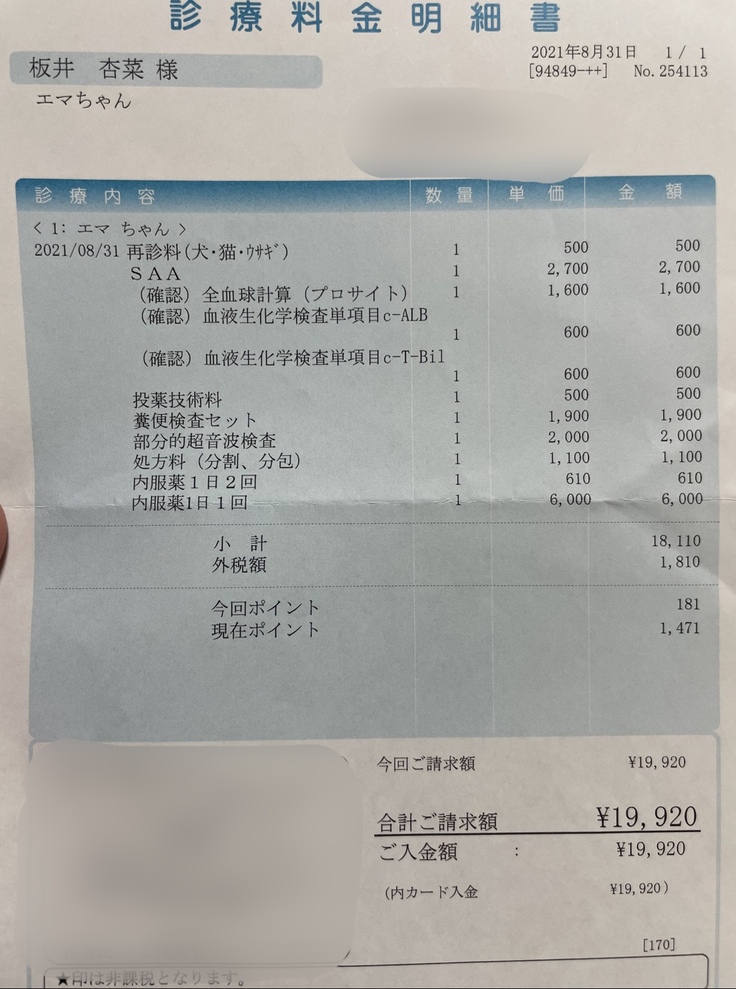 診療料金明細書
2021年8月31日 1/ 1
板井 杏菜 様
[94849-++] No. 254113
エマちゃん
診療内容 数量 単価 金額
< 1: エマ ちゃん >
2021/08/31 再診料(犬・猫・ｳｻｷﾞ) 1 500 500
ＳＡＡ 1 2,700 2,700
（確認）全血球計算（プロサイト） 1 1,600 1,600
（確認）血液生化学検査単項目c-ALB
1 600 600
（確認）血液生化学検査単項目c-T-Bil
1 600 600
投薬技術料 1 500 500
糞便検査セット 1 1,900 1,900
部分的超音波検査 1 2,000 2,000
処方料（分割、分包） 1 1,100 1,100
内服薬１日２回 1 610 610
内服薬1日１回 1 6,000 6,000
小 計 18,110
外税額 1,810
今回ポイント 181
現在ポイント 1,471
今回ご請求額 ¥19,920
合計ご請求額 ¥19,920
ご入金額 : ¥19,920
(内カード入金 ¥19,920)
[170]
★印は非課税となります。